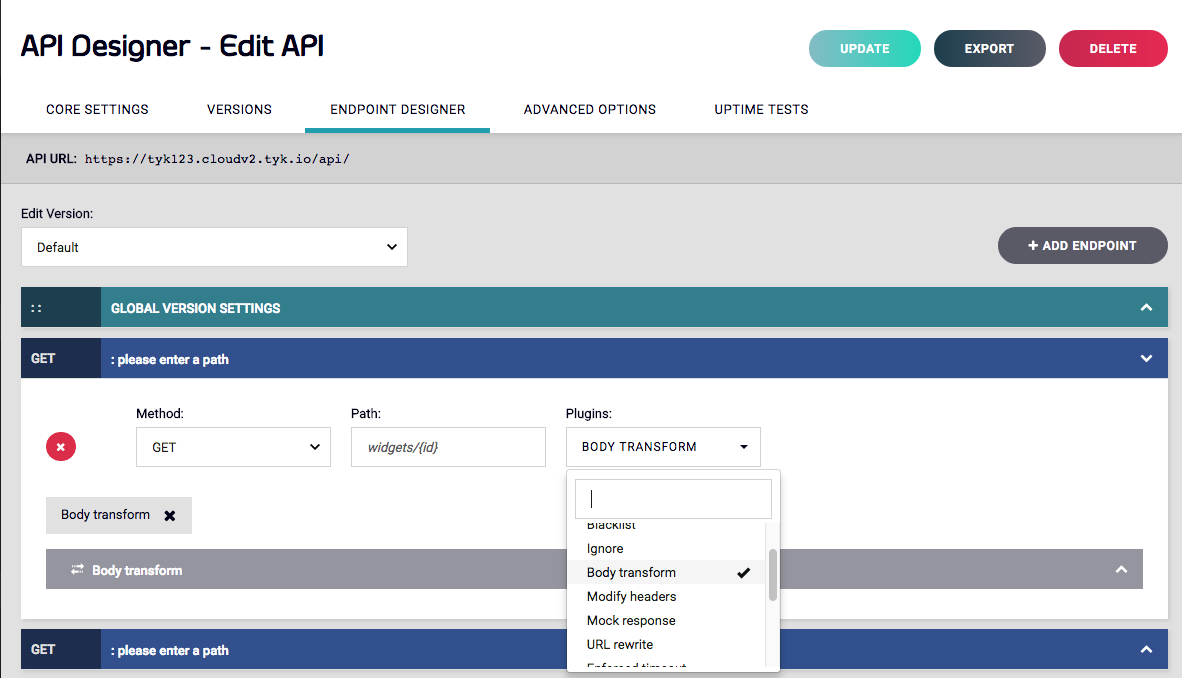 API Designer - Edit API
UPDATE
EXPORT
DELETE
CORE SETTINGS
VERSIONS
ENDPOINT DESIGNER
ADVANCED OPTIONS
UPTIME TESTS
API URL: https://tyk123.cloudv2.tyk.io/api/
Edit Version:
Default
+ ADD ENDPOINT
:: GLOBAL VERSION SETTINGS
GET : please enter a path
Method:
Path:
Plugins:
GET
widgets/{id}
BODY TRANSFORM
Body transform
Body transform
Blacklist
Ignore
Body transform
Modify headers
Mock response
URL rewrite
Enforced timeout
GET : please enter a path